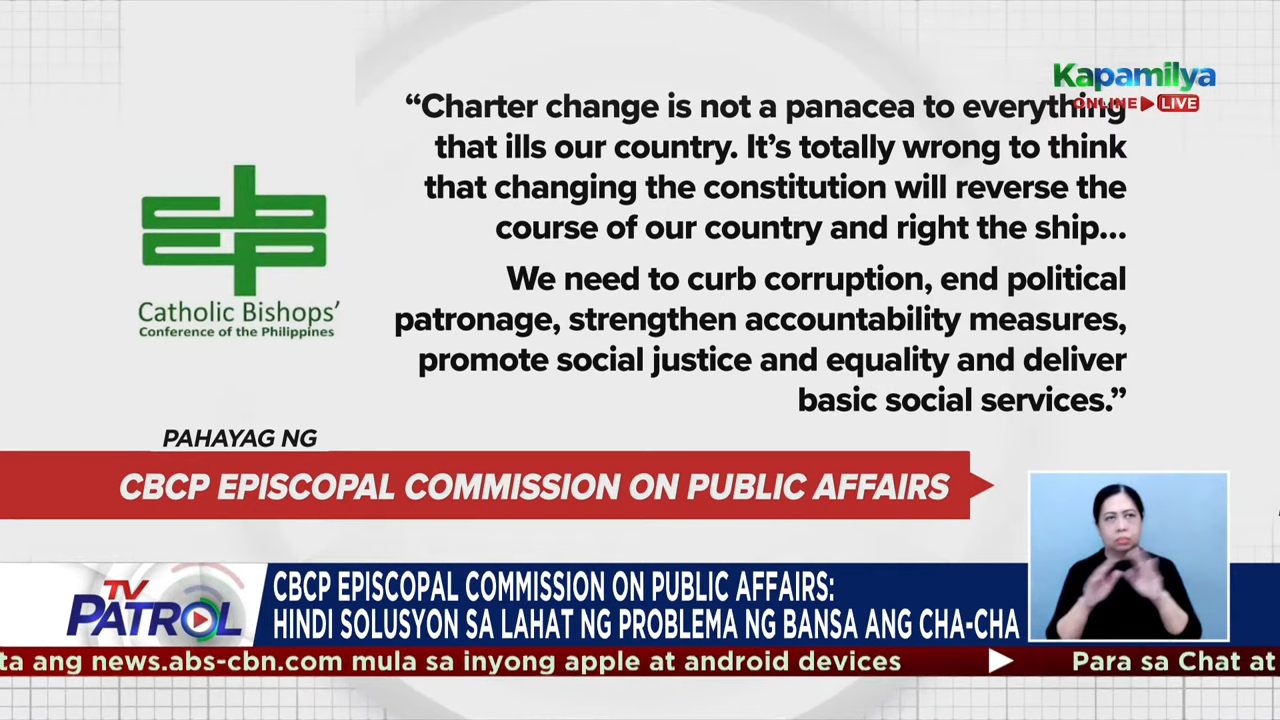 Kapamilya
ONLINE LIVE
“Charter change is not a panacea to everything
that ills our country. It’s totally wrong to think
that changing the constitution will reverse the
course of our country and right the ship...
We need to curb corruption, end political
patronage, strengthen accountability measures,
promote social justice and equality and deliver
basic social services.”
cbcp
Catholic Bishops’
Conference of the Philippines
PAHAYAG NG
CBCP EPISCOPAL COMMISSION ON PUBLIC AFFAIRS
TV PATROL
CBCP EPISCOPAL COMMISSION ON PUBLIC AFFAIRS:
HINDI SOLUSYON SA LAHAT NG PROBLEMA NG BANSA ANG CHA-CHA
ta ang news.abs-cbn.com mula sa inyong apple at android devices Para sa Chat at